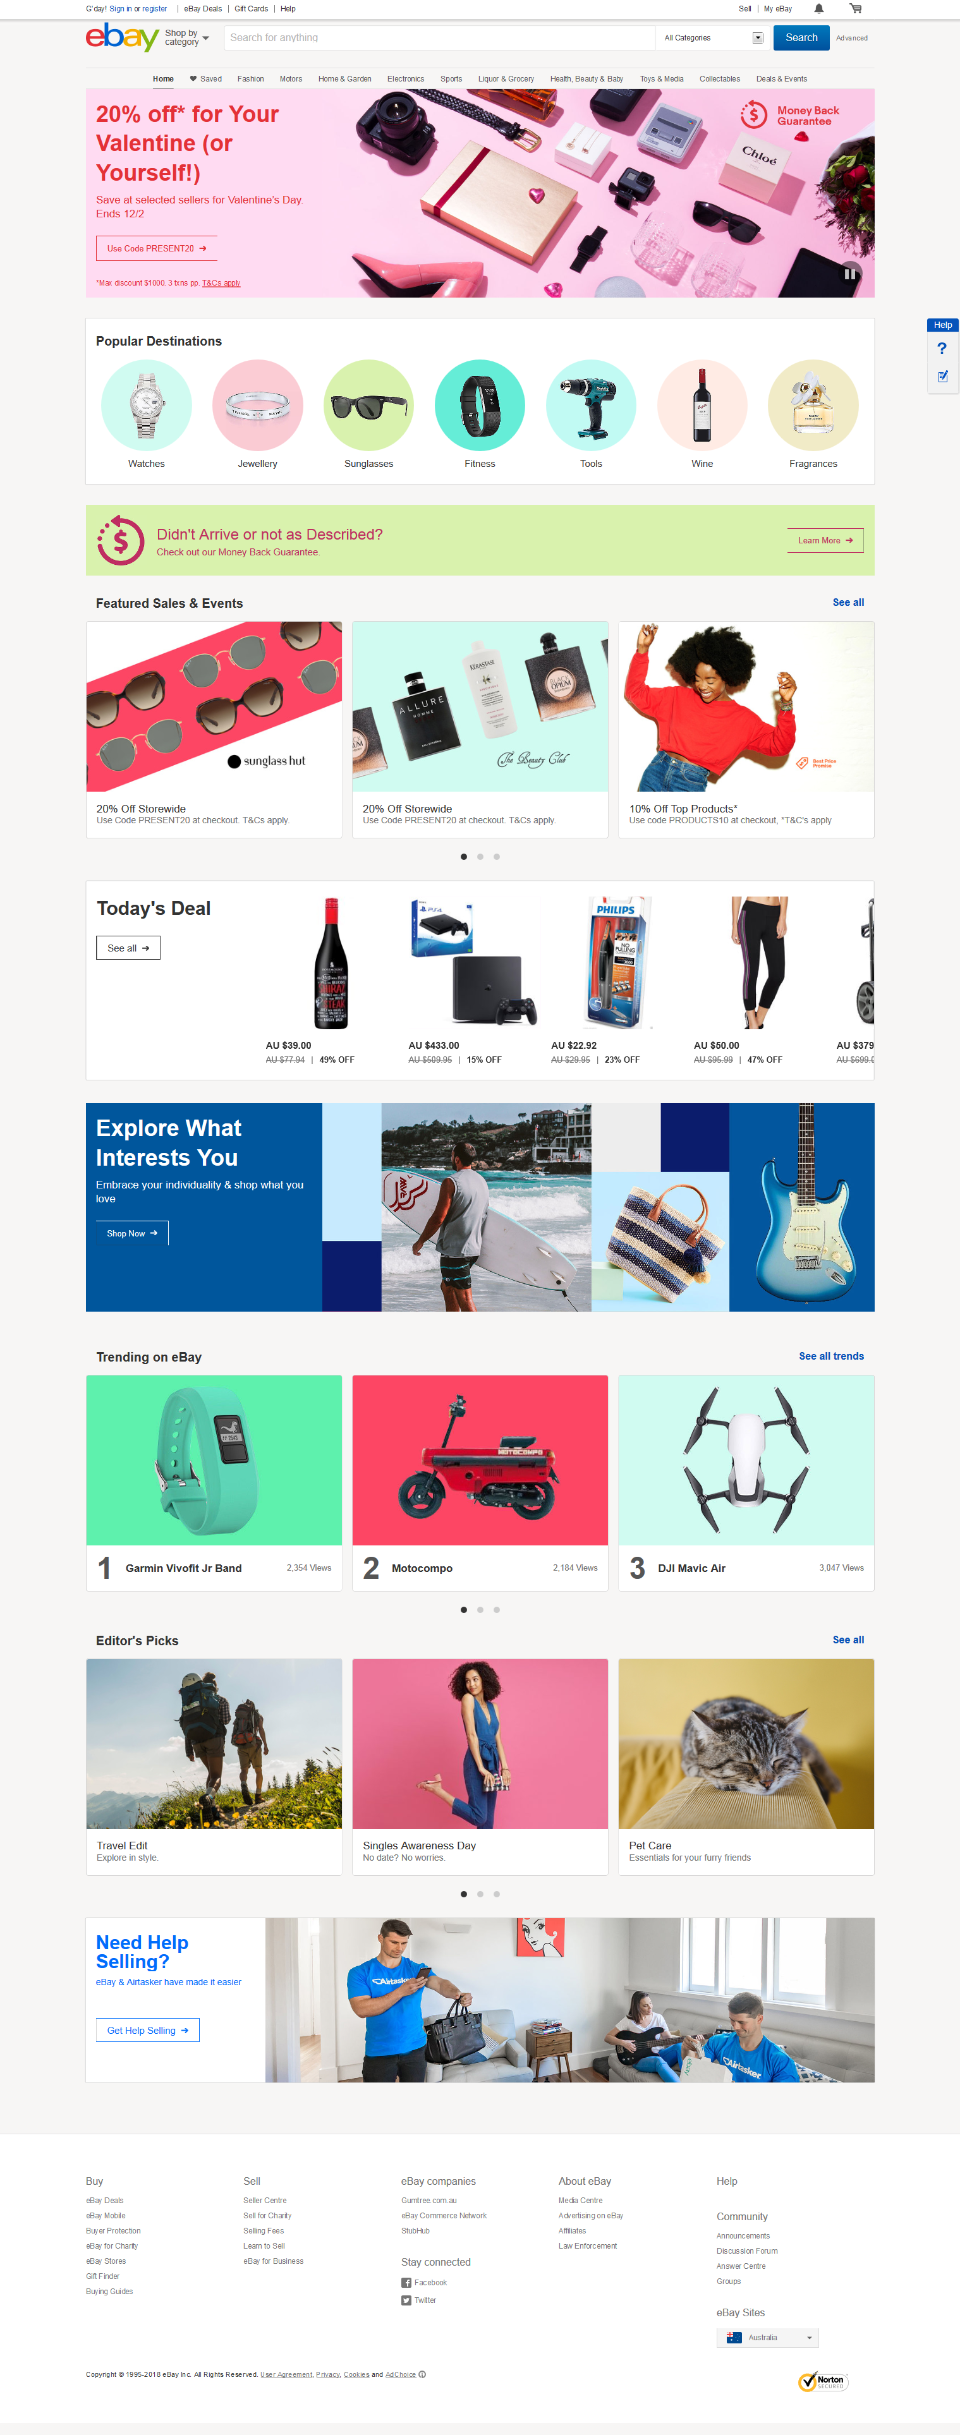 G'day! Sign in or register | eBay Deals | Gift Cards | Help
Sell | My eBay
ebay
Shop by category
Search for anything
All Categories
Search
Advanced
Home
Saved
Fashion
Motors
Home & Garden
Electronics
Sports
Liquor & Grocery
Health, Beauty & Baby
Toys & Media
Collectables
Deals & Events
20% off* for Your
Valentine (or
Yourself!)
Save at selected sellers for Valentine's Day.
Ends 12/2
Use Code PRESENT20
*Max discount $1000. 3 txns pp. T&Cs apply
Money Back
Guarantee
Chloé
Help
?
Popular Destinations
Watches
Jewellery
Sunglasses
Fitness
Tools
Wine
Fragrances
Didn't Arrive or not as Described?
Check out our Money Back Guarantee.
Learn More
Featured Sales & Events
See all
sunglass hut
ALLURE
HOMME
KERASTASE
BLACK
OPIUM
The Beauty Club
Best Price
Promise
20% Off Storewide
Use Code PRESENT20 at checkout. T&Cs apply.
20% Off Storewide
Use Code PRESENT20 at checkout. T&Cs apply.
10% Off Top Products*
Use code PRODUCTS10 at checkout, *T&C's apply
Today's Deal
See all
PS4
PHILIPS
NO
PULLING
AU $39.00
AU $77.94 | 49% OFF
AU $433.00
AU $509.95 | 15% OFF
AU $22.92
AU $29.95 | 23% OFF
AU $50.00
AU $95.99 | 47% OFF
AU $379
AU $699.0
Explore What
Interests You
Embrace your individuality & shop what you
love
Shop Now
Trending on eBay
See all trends
MOTOCOMPO
1 Garmin Vivofit Jr Band 2,354 Views
2 Motocompo 2,184 Views
3 DJI Mavic Air 3,047 Views
Editor's Picks
See all
Travel Edit
Explore in style.
Singles Awareness Day
No date? No worries.
Pet Care
Essentials for your furry friends
Need Help
Selling?
eBay & Airtasker have made it easier
Get Help Selling
Airtasker
Airtasker
Buy
eBay Deals
eBay Mobile
Buyer Protection
eBay for Charity
eBay Stores
Gift Finder
Buying Guides
Sell
Seller Centre
Sell for Charity
Selling Fees
Learn to Sell
eBay for Business
eBay companies
Gumtree.com.au
eBay Commerce Network
StubHub
Stay connected
Facebook
Twitter
About eBay
Media Centre
Advertising on eBay
Affiliates
Law Enforcement
Help
Community
Announcements
Discussion Forum
Answer Centre
Groups
eBay Sites
Australia
Copyright © 1995-2018 eBay Inc. All Rights Reserved. User Agreement, Privacy, Cookies and AdChoice
Norton
SECURED